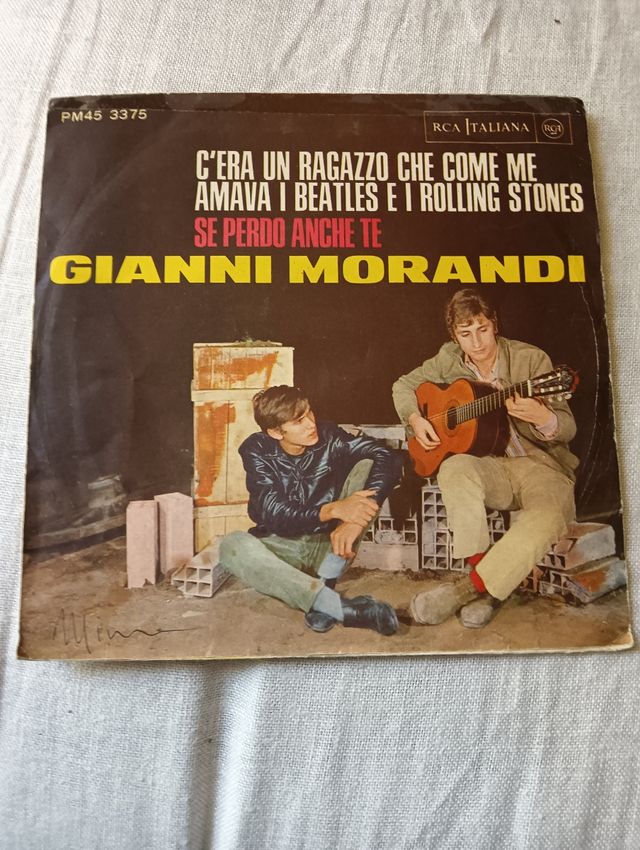 PM45 3375
RCA ITALIANA RCA
C'ERA UN RAGAZZO CHE COME ME
AMAVA I BEATLES E I ROLLING STONES
SE PERDO ANCHE TE
GIANNI MORANDI